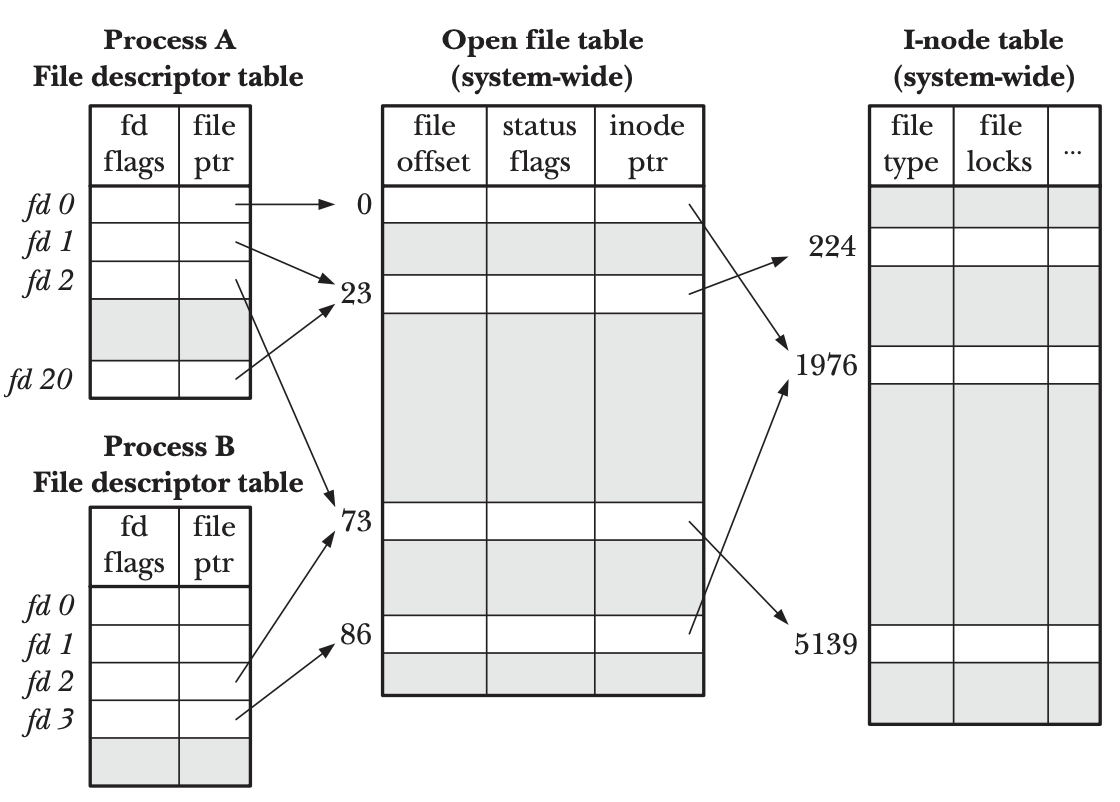 Process A
File descriptor table
fd
flags
file
ptr
fd 0
fd 1
fd 2
fd 20
Process B
File descriptor table
fd
flags
file
ptr
fd 0
fd 1
fd 2
fd 3
Open file table
(system-wide)
file
offset
status
flags
inode
ptr
0
23
73
86
I-node table
(system-wide)
file
type
file
locks
...
224
1976
5139